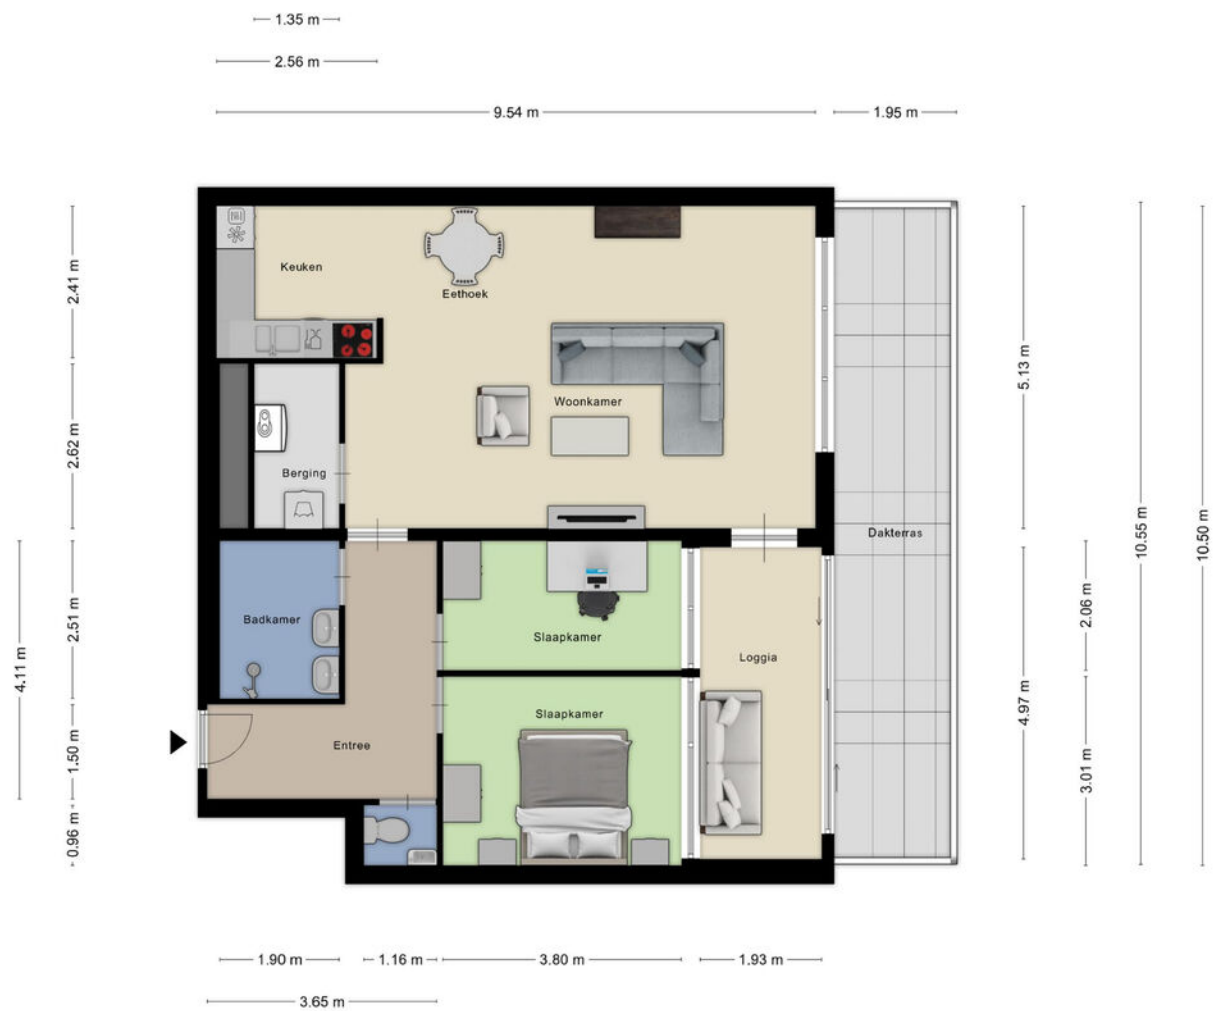 1.35 m
2.56 m
9.54 m
1.95 m
Keuken
Eethoek
2.41 m
5.13 m
Woonkamer
2.62 m
Berging
Dakterras
10.55 m
10.50 m
Badkamer
2.51 m
Slaapkamer
2.06 m
Loggia
4.11 m
4.97 m
Slaapkamer
Entree
1.50 m
3.01 m
0.96 m
1.90 m
1.16 m
3.80 m
1.93 m
3.65 m